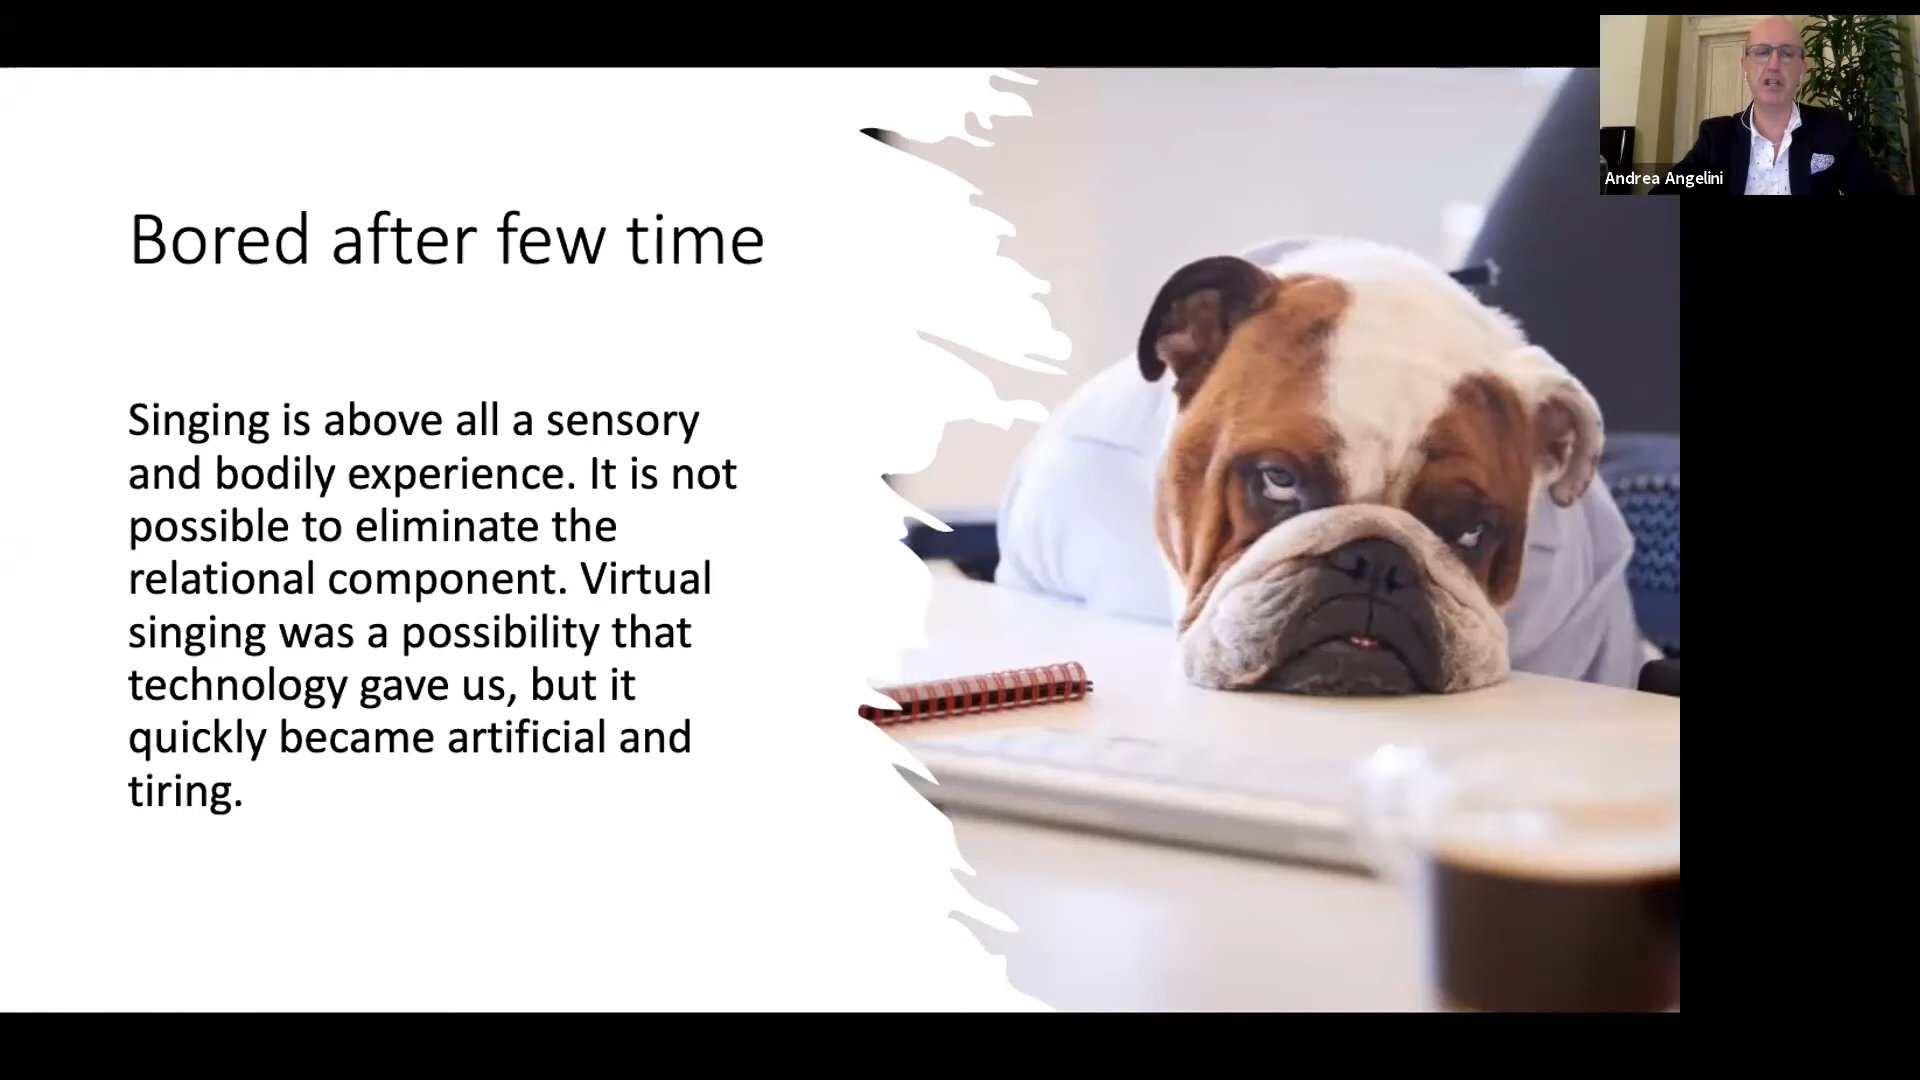 Andrea Angelini
Bored after few time
Singing is above all a sensory
and bodily experience. It is not
possible to eliminate the
relational component. Virtual
singing was a possibility that
technology gave us, but it
quickly became artificial and
tiring.